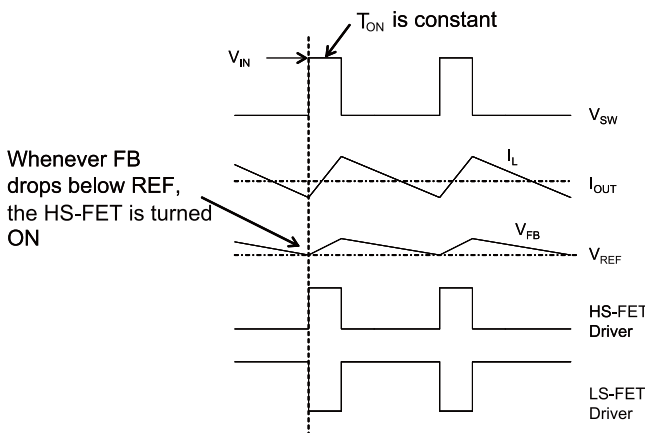 T_ON is constant
V_IN
V_SW
Whenever FB
drops below REF,
the HS-FET is turned
ON
I_L
I_OUT
V_FB
V_REF
HS-FET
Driver
LS-FET
Driver